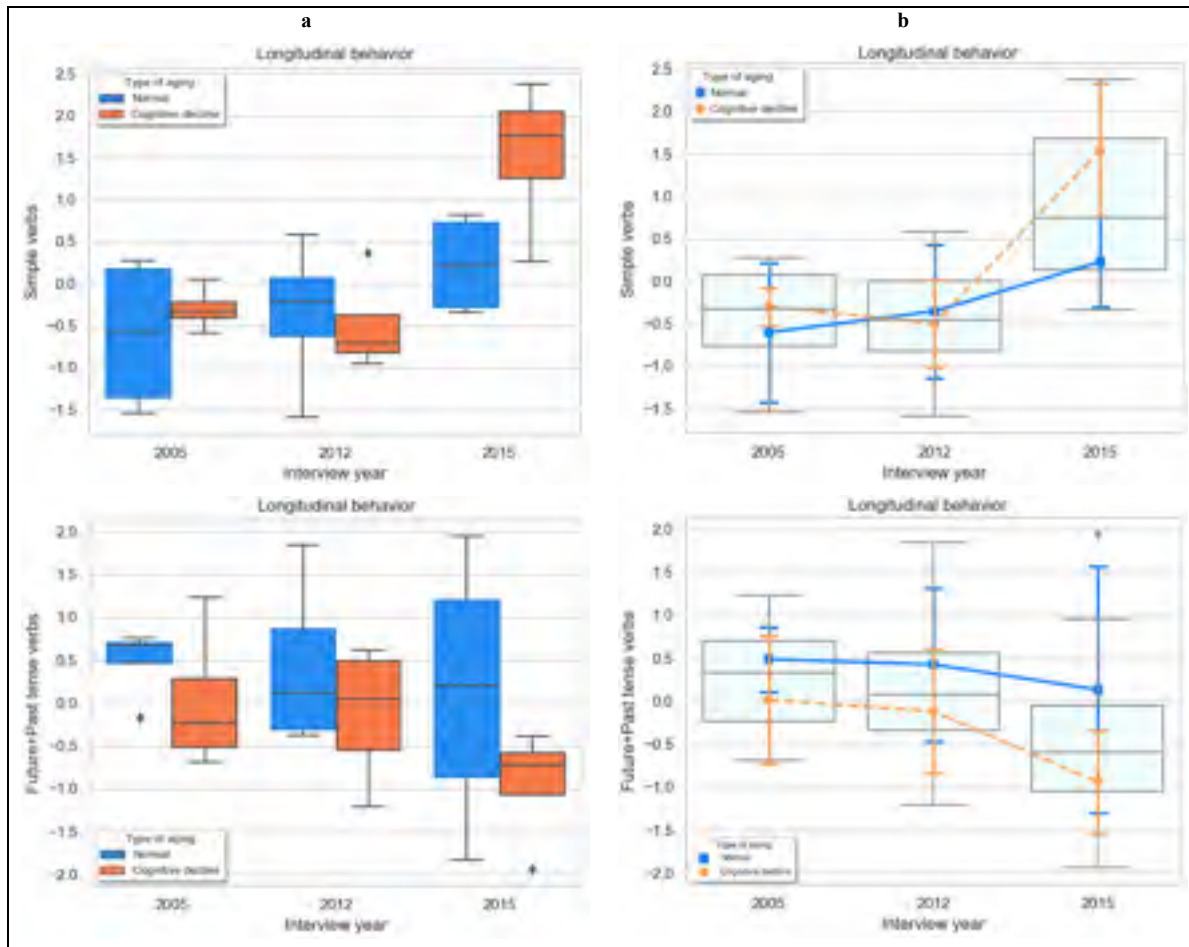 a
Longitudinal behavior
2.5
2.0
1.5
1.0
0.5
0.0
−0.5
−1.0
−1.5
Simple verbs
Type of aging
Normal
Cognitive decline
2005 2012 2015
Interview year
b
Longitudinal behavior
2.5
2.0
1.5
1.0
0.5
0.0
−0.5
−1.0
−1.5
Simple verbs
Type of aging
Normal
Cognitive decline
2005 2012 2015
Interview year
Longitudinal behavior
2.0
1.5
1.0
0.5
0.0
−0.5
−1.0
−1.5
−2.0
Future+Past tense verbs
Type of aging
Normal
Cognitive decline
2005 2012 2015
Interview year
Longitudinal behavior
2.0
1.5
1.0
0.5
0.0
−0.5
−1.0
−1.5
−2.0
Future+Past tense verbs
Type of aging
Normal
Cognitive decline
2005 2012 2015
Interview year